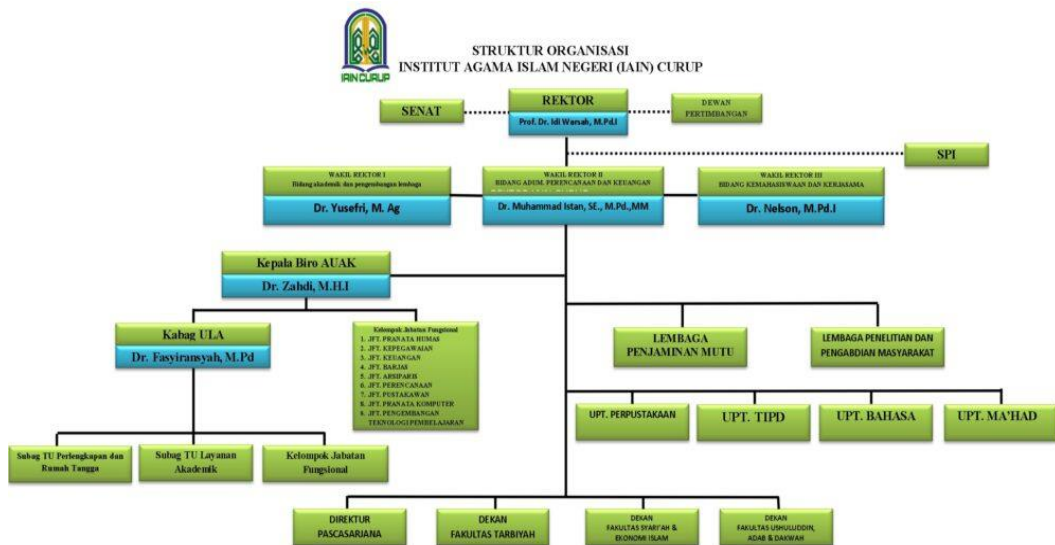 IAIN CURUP
STRUKTUR ORGANISASI
INSTITUT AGAMA ISLAM NEGERI (IAIN) CURUP
SENAT
REKTOR
Prof. Dr. Idi Warsah, M.Pd.I
DEWAN
PERTIMBANGAN
SPI
WAKIL REKTOR I
Bidang akademik dan pengembangan lembaga
Dr. Yusefri, M. Ag
WAKIL REKTOR II
BIDANG ADUM, PERENCANAAN DAN KEUANGAN
Dr. Muhammad Istan, SE., M.Pd.,MM
WAKIL REKTOR III
BIDANG KEMAHASISWAAN DAN KERJASAMA
Dr. Nelson, M.Pd.I
Kepala Biro AUAK
Dr. Zahdi, M.H.I
Kabag ULA
Dr. Fasyiransyah, M.Pd
Kelompok Jabatan Fungsional
1. JFT. PRANATA HUMAS
2. JFT. KEPEGAWAIAN
3. JFT. KEUANGAN
4. JFT. BARJAS
5. JFT. ARSIPARIS
6. JFT. PERENCANAAN
7. JFT. PUSTAKAWAN
8. JFT. PRANATA KOMPUTER
9. JFT. PENGEMBANGAN
TEKNOLOGI PEMBELAJARAN
LEMBAGA
PENJAMINAN MUTU
LEMBAGA PENELITIAN DAN
PENGABDIAN MASYARAKAT
UPT. PERPUSTAKAAN
UPT. TIPD
UPT. BAHASA
UPT. MA'HAD
Subag TU Perlengkapan dan
Rumah Tangga
Subag TU Layanan
Akademik
Kelompok Jabatan
Fungsional
DIREKTUR
PASCASARJANA
DEKAN
FAKULTAS TARBIYAH
DEKAN
FAKULTAS SYARI'AH &
EKONOMI ISLAM
DEKAN
FAKULTAS USHULUDDIN,
ADAB & DAKWAH